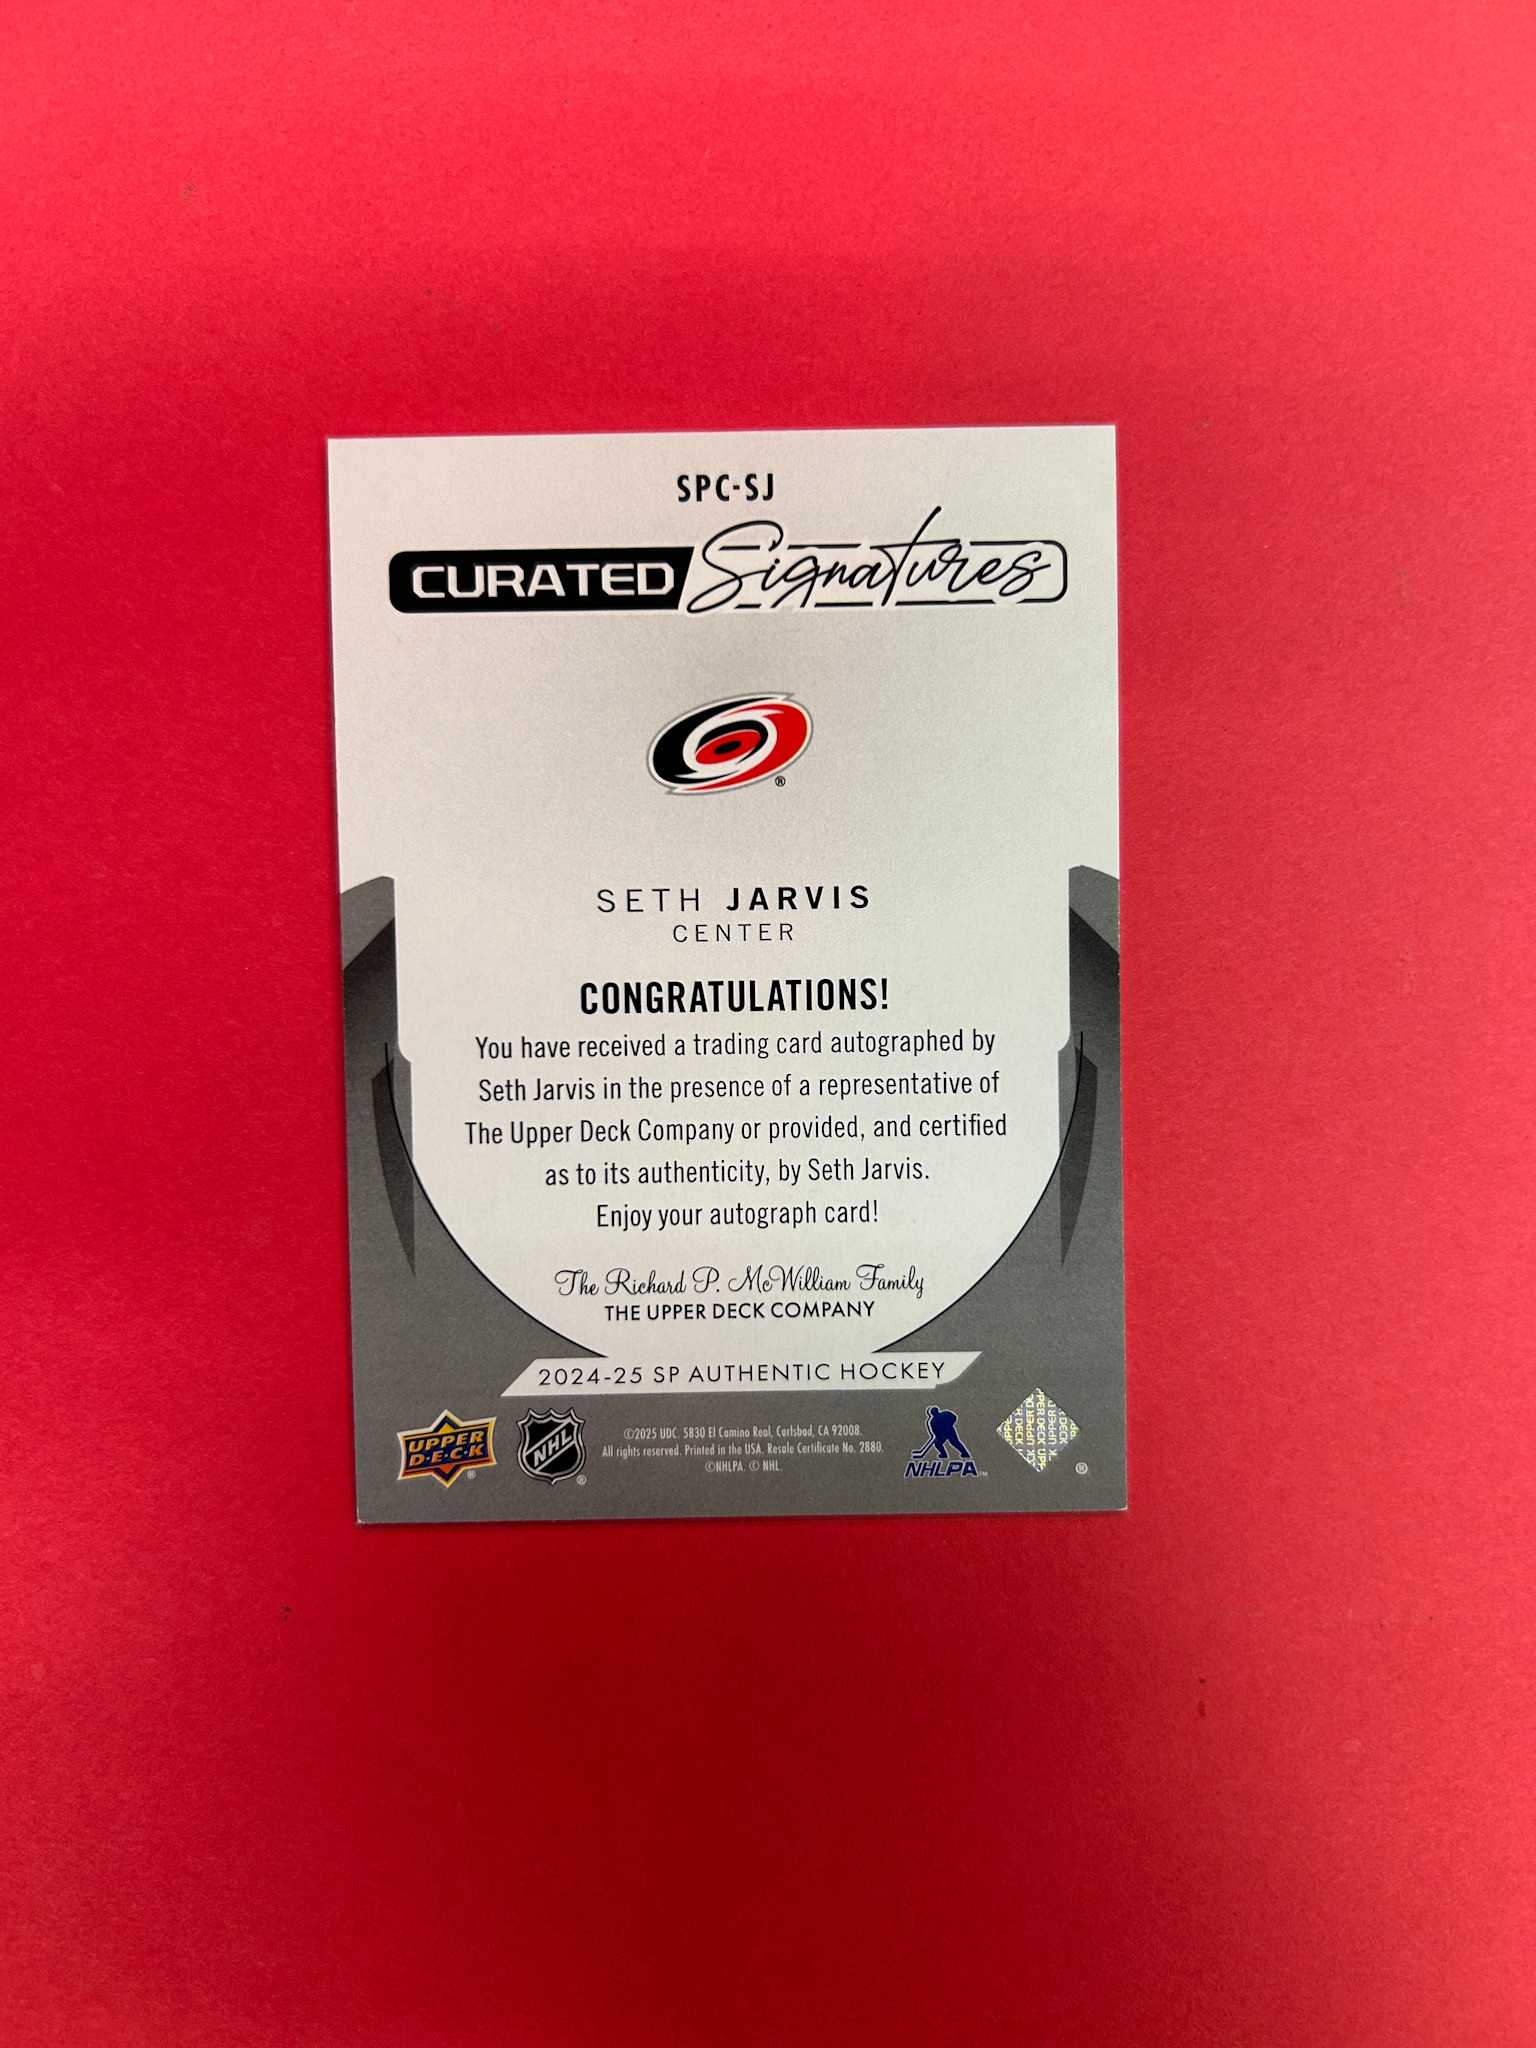 SPC-SJ
CURATED Signatures
®
SETH JARVIS
CENTER
CONGRATULATIONS!
You have received a trading card autographed by
Seth Jarvis in the presence of a representative of
The Upper Deck Company or provided, and certified
as to its authenticity, by Seth Jarvis.
Enjoy your autograph card!
The Richard P. McWilliam Family
THE UPPER DECK COMPANY
2024-25 SP AUTHENTIC HOCKEY
UPPER
D·E·C·K
®
NHL
®
©2025 UDC. 5830 El Camino Real, Carlsbad, CA 92008.
All rights reserved. Printed in the USA. Resale Certificate No. 2880.
©NHLPA. © NHL.
NHLPA™
UPPER DECK
®